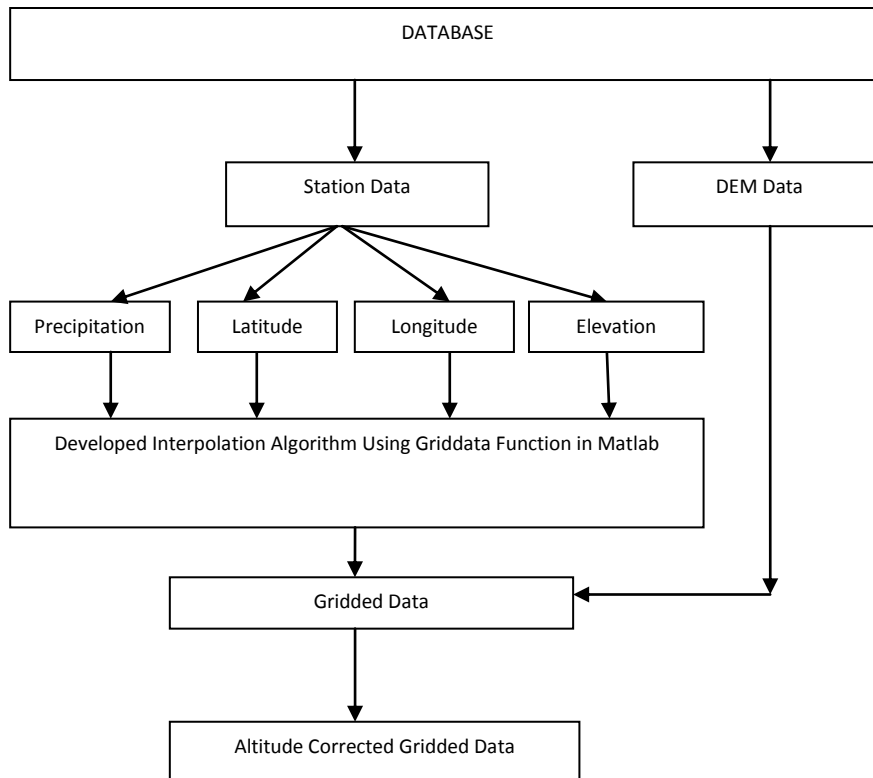 DATABASE
Station Data
DEM Data
Precipitation
Latitude
Longitude
Elevation
Developed Interpolation Algorithm Using Griddata Function in Matlab
Gridded Data
Altitude Corrected Gridded Data